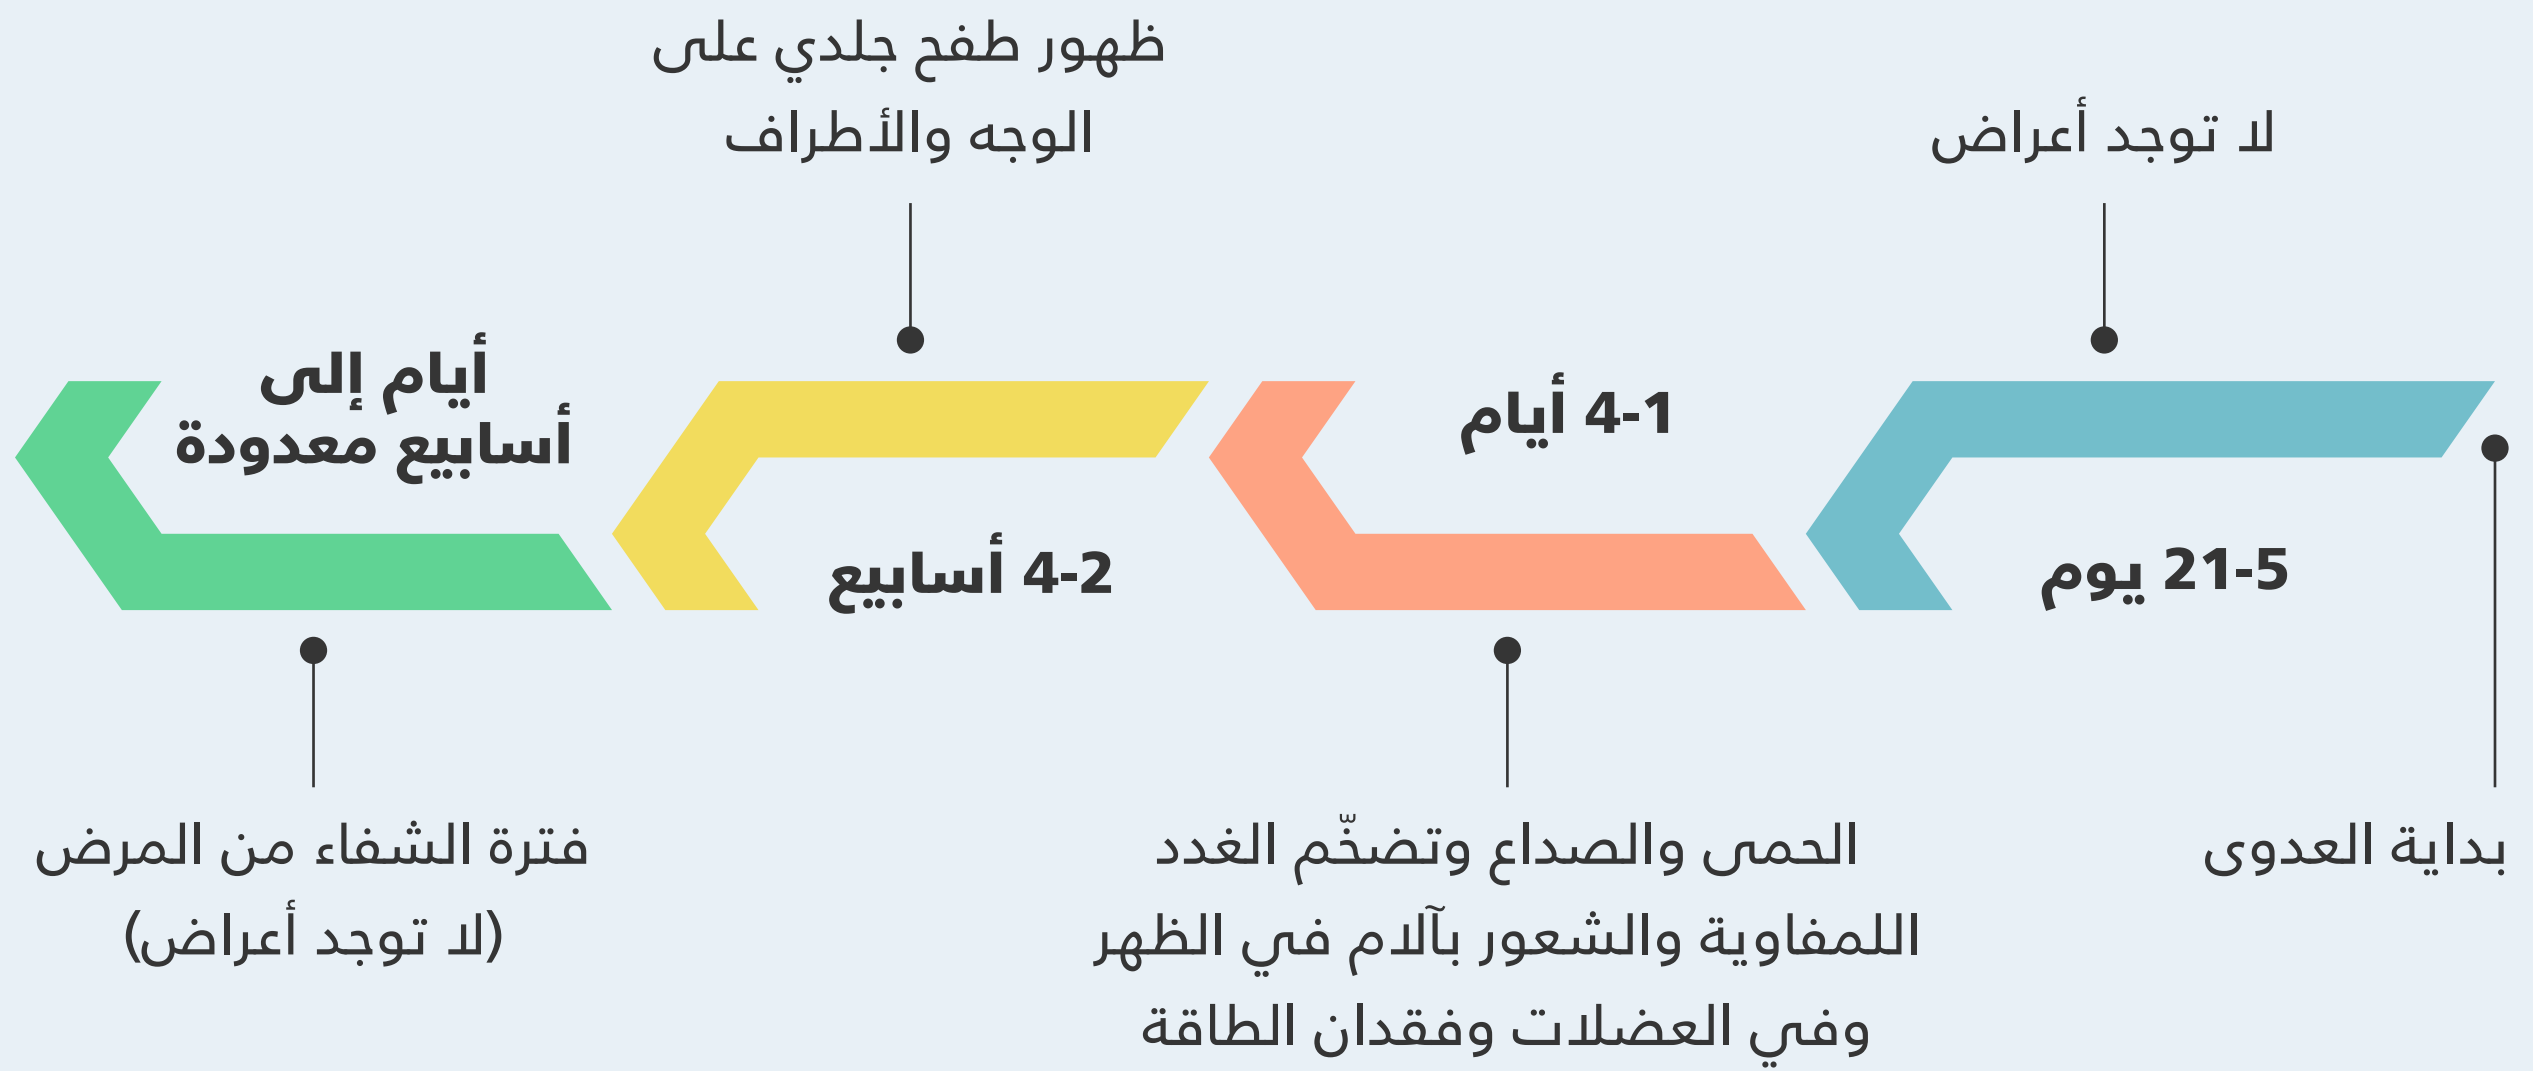 بداية العدوى
لا توجد أعراض
5-21 يوم
1-4 أيام
الحمى والصداع وتضخّم الغدد
اللمفاوية والشعور بآلام في الظهر
وفي العضلات وفقدان الطاقة
ظهور طفح جلدي على
الوجه والأطراف
2-4 أسابيع
أيام إلى
أسابيع معدودة
فترة الشفاء من المرض
(لا توجد أعراض)